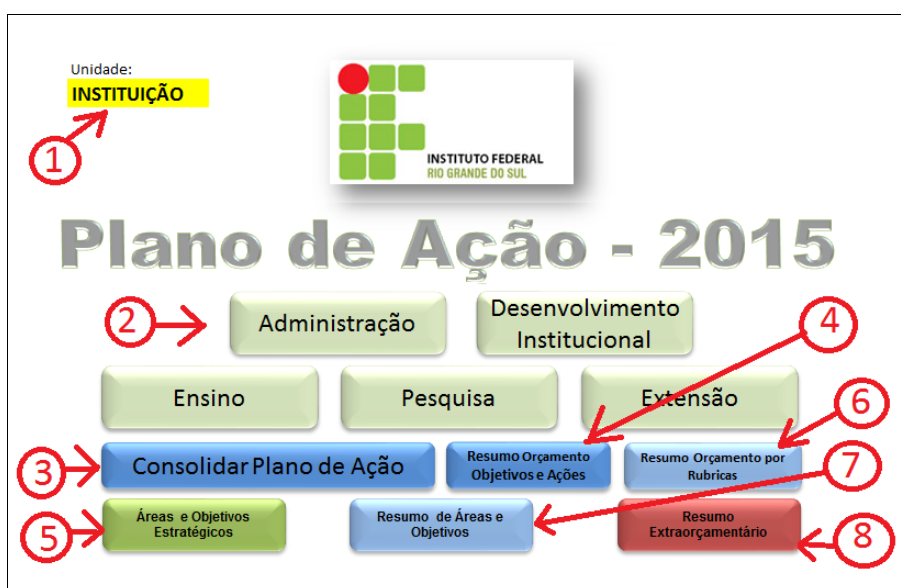 Unidade:
INSTITUIÇÃO
1
INSTITUTO FEDERAL
RIO GRANDE DO SUL
Plano de Ação - 2015
2
Administração
Desenvolvimento
Institucional
4
Ensino
Pesquisa
Extensão
6
3
Consolidar Plano de Ação
Resumo Orçamento
Objetivos e Ações
Resumo Orçamento por
Rubricas
7
5
Áreas e Objetivos
Estratégicos
Resumo de Áreas e
Objetivos
Resumo
Extraorçamentário
8